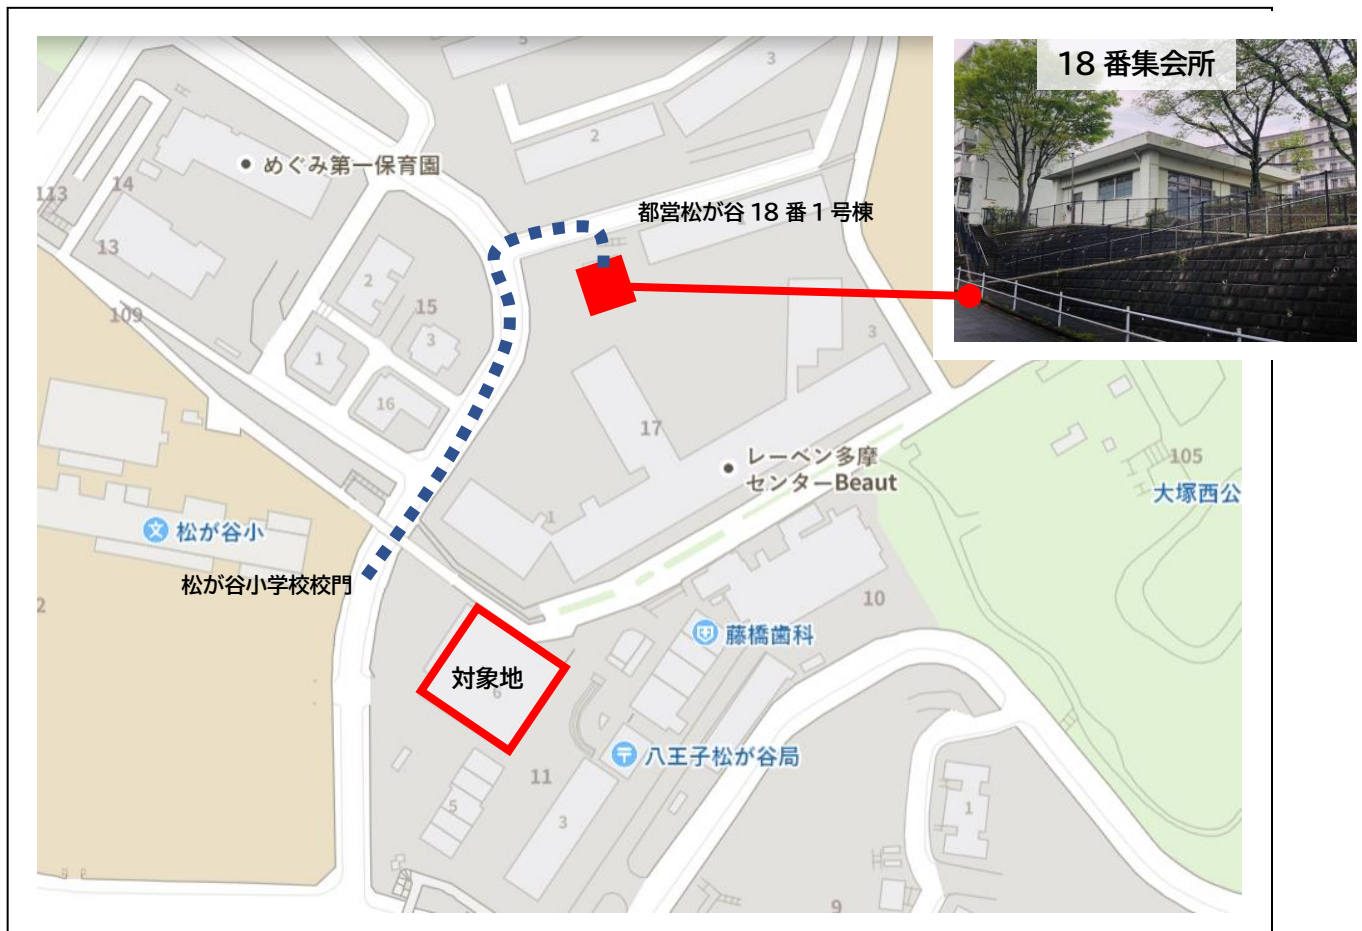 18 番集会所
5
3
2
めぐみ第一保育園
113
14
都営松が谷 18 番 1 号棟
1
13
2
15
109
3
3
1
16
17
レーベン多摩
センターBeaut
105
大塚西公
1
松が谷小
松が谷小学校校門
2
10
藤橋歯科
対象地
6
八王子松が谷局
11
5
3
1
9